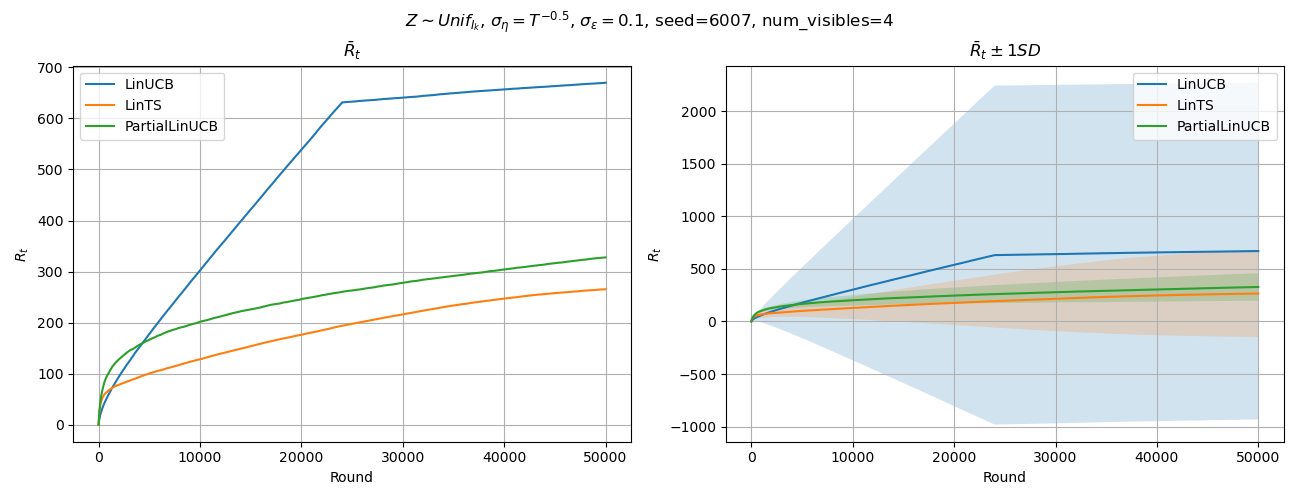 Z ∼ Unif_{I_k}, σ_η = T^{−0.5}, σ_ε = 0.1, seed=6007, num_visibles=4
R̄_t
700
600
500
400
300
200
100
0
R_t
LinUCB
LinTS
PartialLinUCB
0 10000 20000 30000 40000 50000
Round
R̄_t ± 1SD
2000
1500
1000
500
0
−500
−1000
R_t
LinUCB
LinTS
PartialLinUCB
0 10000 20000 30000 40000 50000
Round